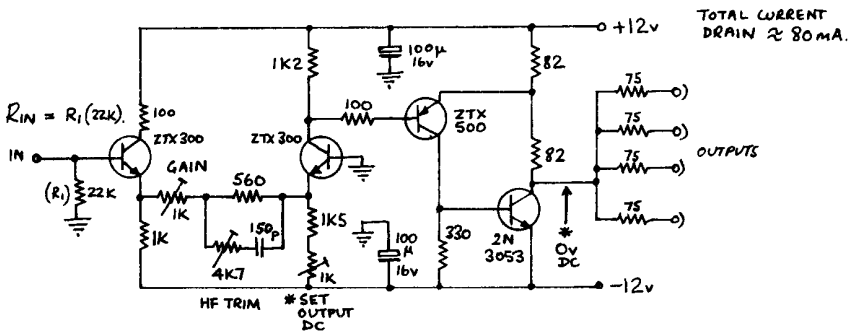 TOTAL CURRENT
DRAIN ≈ 80mA.
+12v
100µ
16v
1K2
82
RIN = R1 (22K).
100
100
ZTX
500
75
ZTX300
ZTX300
75
IN
GAIN
82
OUTPUTS
(R1)
22K
560
75
1K
150p
1K5
75
1K
100
µ
16v
330
2N
3053
*
0v
DC
4K7
1K
HF TRIM
* SET
OUTPUT
DC
-12v